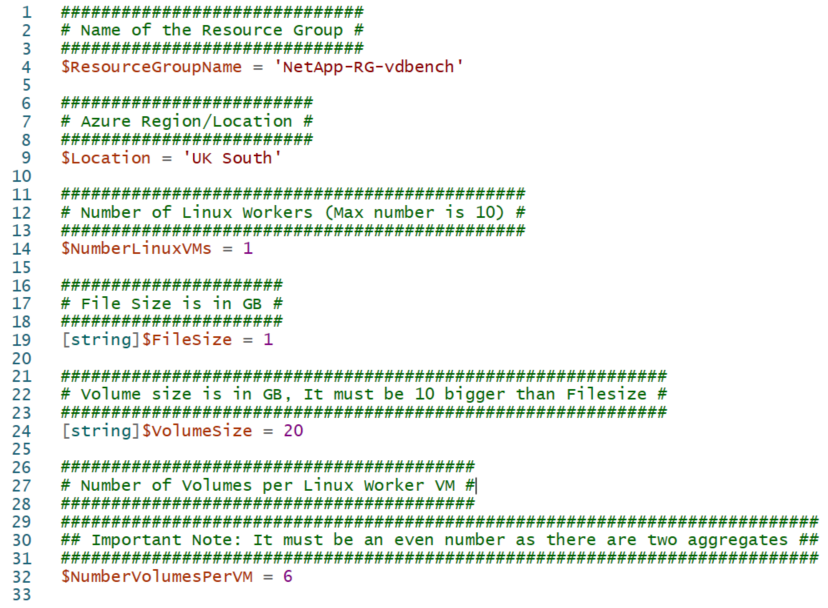 1 ##############################
2 # Name of the Resource Group #
3 ##############################
4 $ResourceGroupName = 'NetApp-RG-vdbench'
5
6 #########################
7 # Azure Region/Location #
8 #########################
9 $Location = 'UK South'
10
11 ##############################################
12 # Number of Linux Workers (Max number is 10) #
13 ##############################################
14 $NumberLinuxVMs = 1
15
16 ######################
17 # File Size is in GB #
18 ######################
19 [string]$FileSize = 1
20
21 ############################################################
22 # Volume size is in GB, It must be 10 bigger than Filesize #
23 ############################################################
24 [string]$VolumeSize = 20
25
26 #########################################
27 # Number of Volumes per Linux Worker VM #
28 #########################################
29 ###########################################################################
30 ## Important Note: It must be an even number as there are two aggregates ##
31 ###########################################################################
32 $NumberVolumesPerVM = 6
33